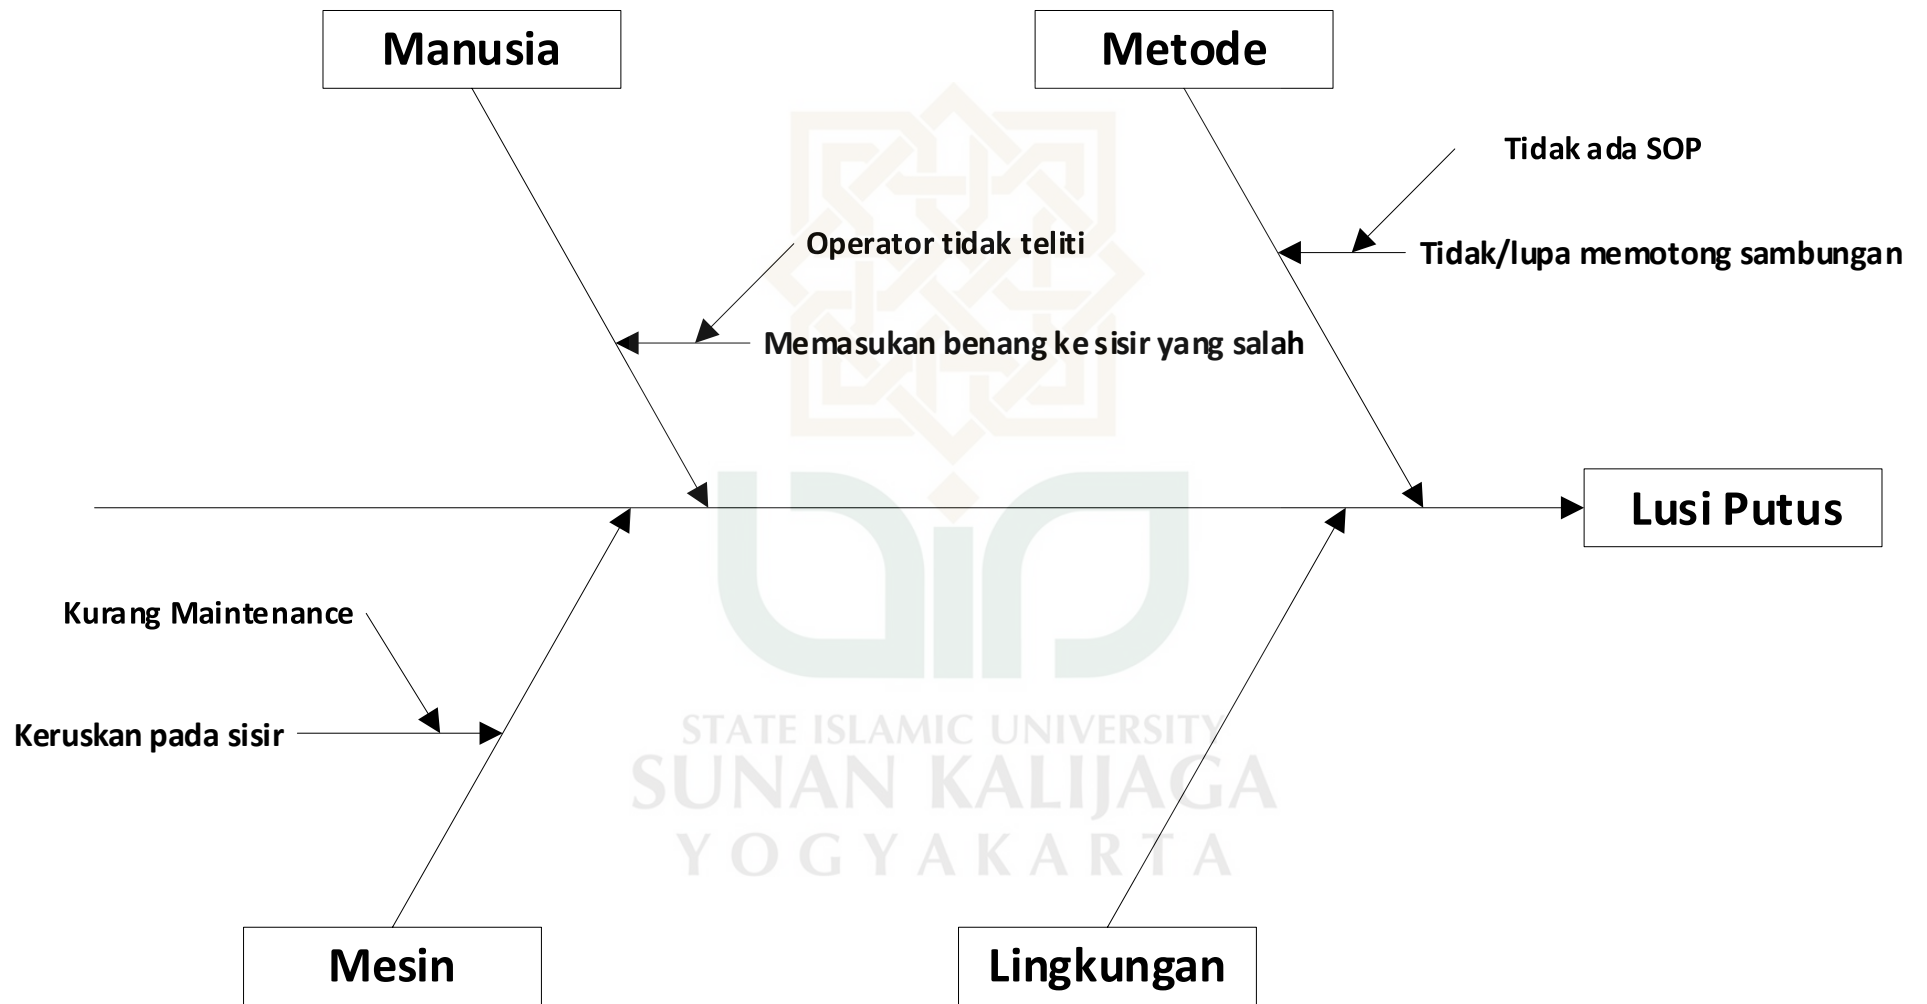 Manusia
Metode
Tidak ada SOP
Operator tidak teliti
Tidak/lupa memotong sambungan
Memasukan benang ke sisir yang salah
Lusi Putus
Kurang Maintenance
Keruskan pada sisir
STATE ISLAMIC UNIVERSITY
SUNAN KALIJAGA
YOGYAKARTA
Mesin
Lingkungan